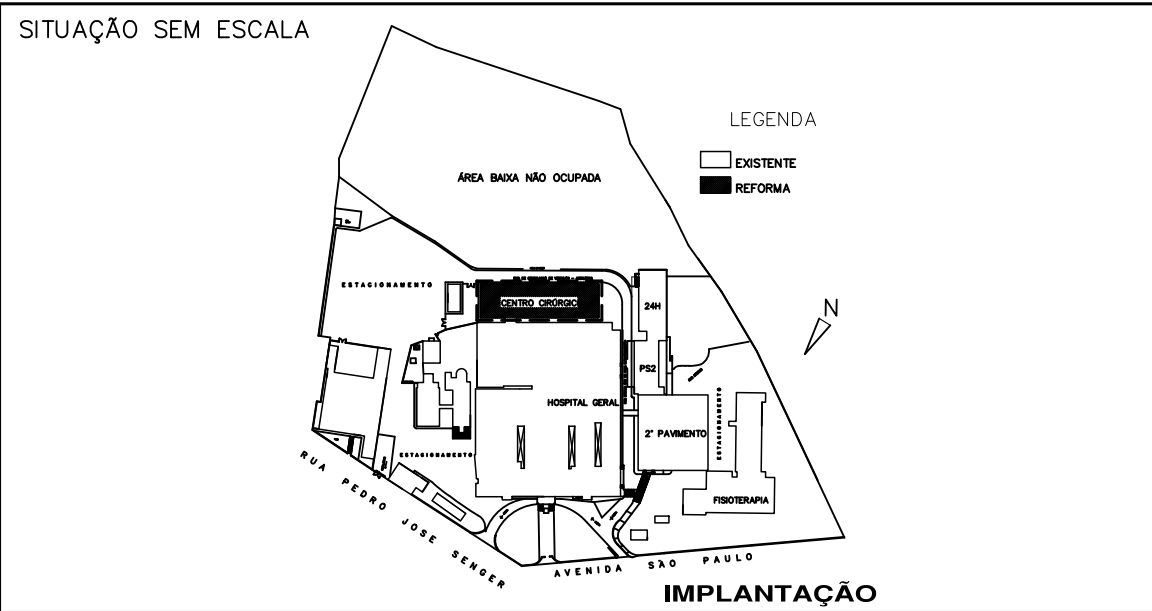 SITUAÇÃO SEM ESCALA
LEGENDA
EXISTENTE
REFORMA
ÁREA BAIXA NÃO OCUPADA
N
ESTACIONAMENTO
CENTRO CIRÚRGIC
24H
PS2
HOSPITAL GERAL
2° PAVIMENTO
ESTACIONAMENTO
ESTACIONAMENTO
FISIOTERAPIA
RUA PEDRO JOSE SENGER
AVENIDA SÃO PAULO
IMPLANTAÇÃO